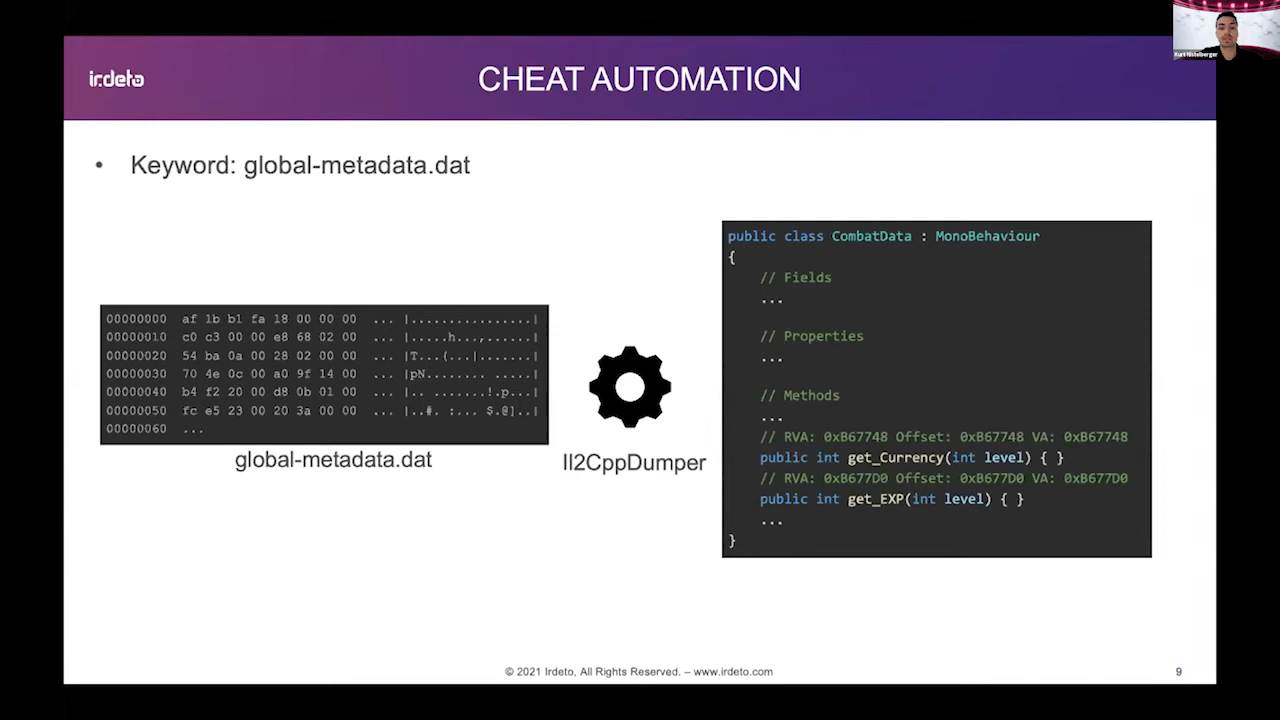 Kurt Nistelberger
irdeto
CHEAT AUTOMATION
• Keyword: global-metadata.dat
00000000 af 1b b1 fa 18 00 00 00 ... |................|
00000010 c0 c3 00 00 e8 68 02 00 ... |.....h...,......|
00000020 54 ba 0a 00 28 02 00 00 ... |T...(...|.......|
00000030 70 4e 0c 00 a0 9f 14 00 ... |pN........ .....|
00000040 b4 f2 20 00 d8 0b 01 00 ... |.. .......!.p...|
00000050 fc e5 23 00 20 3a 00 00 ... |..#. :... $.@]..|
00000060 ...
global-metadata.dat
Il2CppDumper
public class CombatData : MonoBehaviour
{
// Fields
...
// Properties
...
// Methods
...
// RVA: 0xB67748 Offset: 0xB67748 VA: 0xB67748
public int get_Currency(int level) { }
// RVA: 0xB677D0 Offset: 0xB677D0 VA: 0xB677D0
public int get_EXP(int level) { }
...
}
© 2021 Irdeto, All Rights Reserved. – www.irdeto.com
9